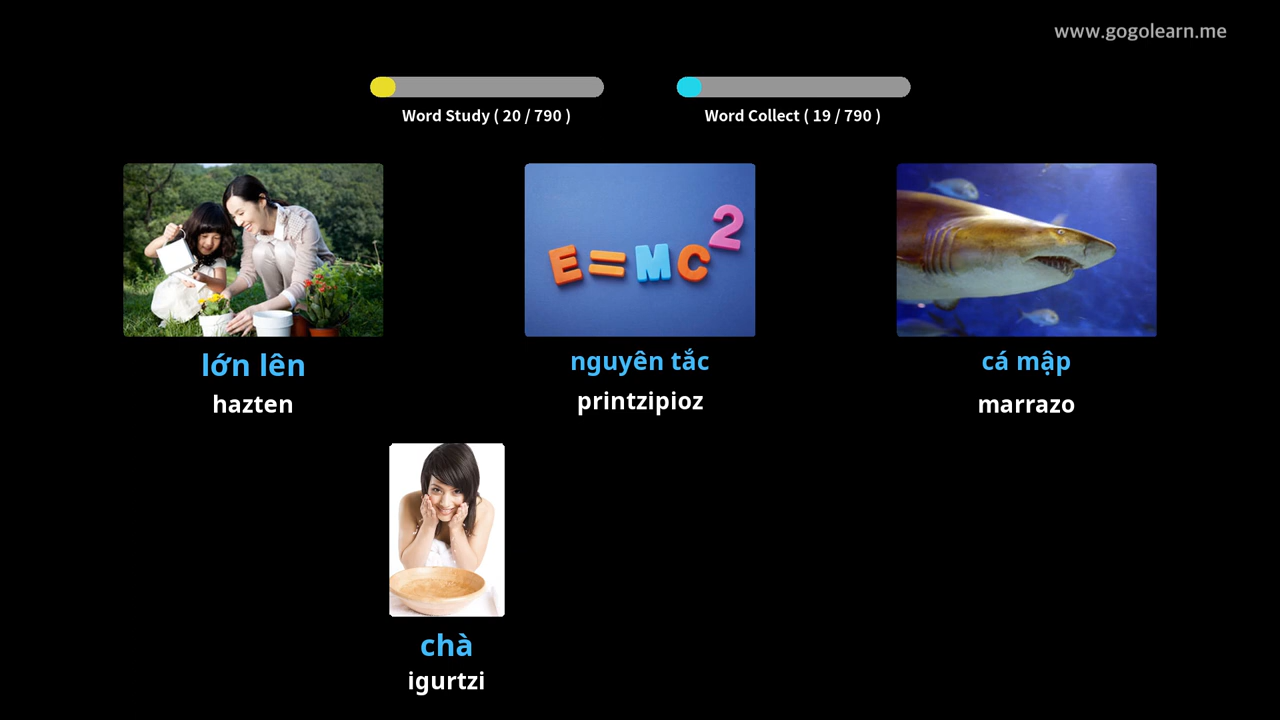 www.gogolearn.me
Word Study ( 20 / 790 )
Word Collect ( 19 / 790 )
E=MC2
lớn lên
hazten
nguyên tắc
printzipioz
cá mập
marrazo
chà
igurtzi